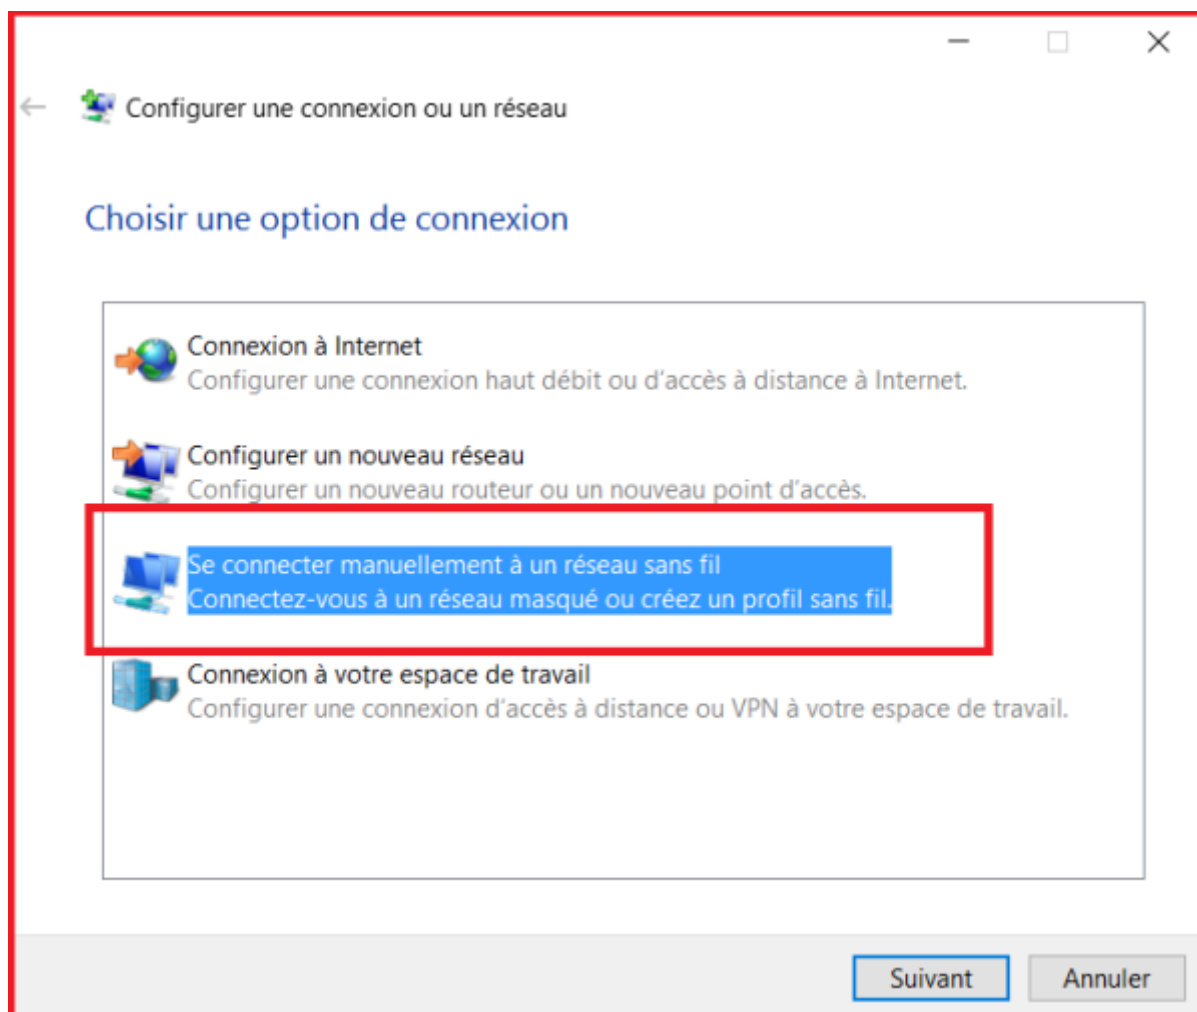 Configurer une connexion ou un réseau
Choisir une option de connexion
Connexion à Internet
Configurer une connexion haut débit ou d'accès à distance à Internet.
Configurer un nouveau réseau
Configurer un nouveau routeur ou un nouveau point d'accès.
Se connecter manuellement à un réseau sans fil
Connectez-vous à un réseau masqué ou créez un profil sans fil.
Connexion à votre espace de travail
Configurer une connexion d'accès à distance ou VPN à votre espace de travail.
Suivant
Annuler